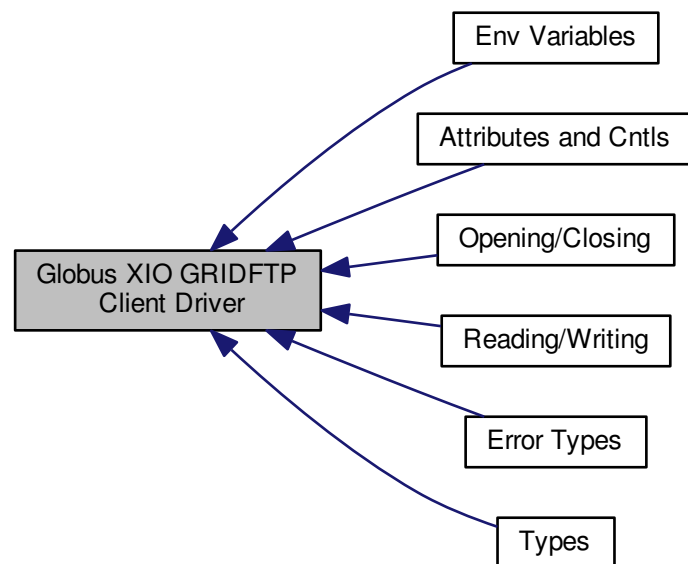 Env Variables
Attributes and Cntls
Opening/Closing
Globus XIO GRIDFTP
Client Driver
Reading/Writing
Error Types
Types